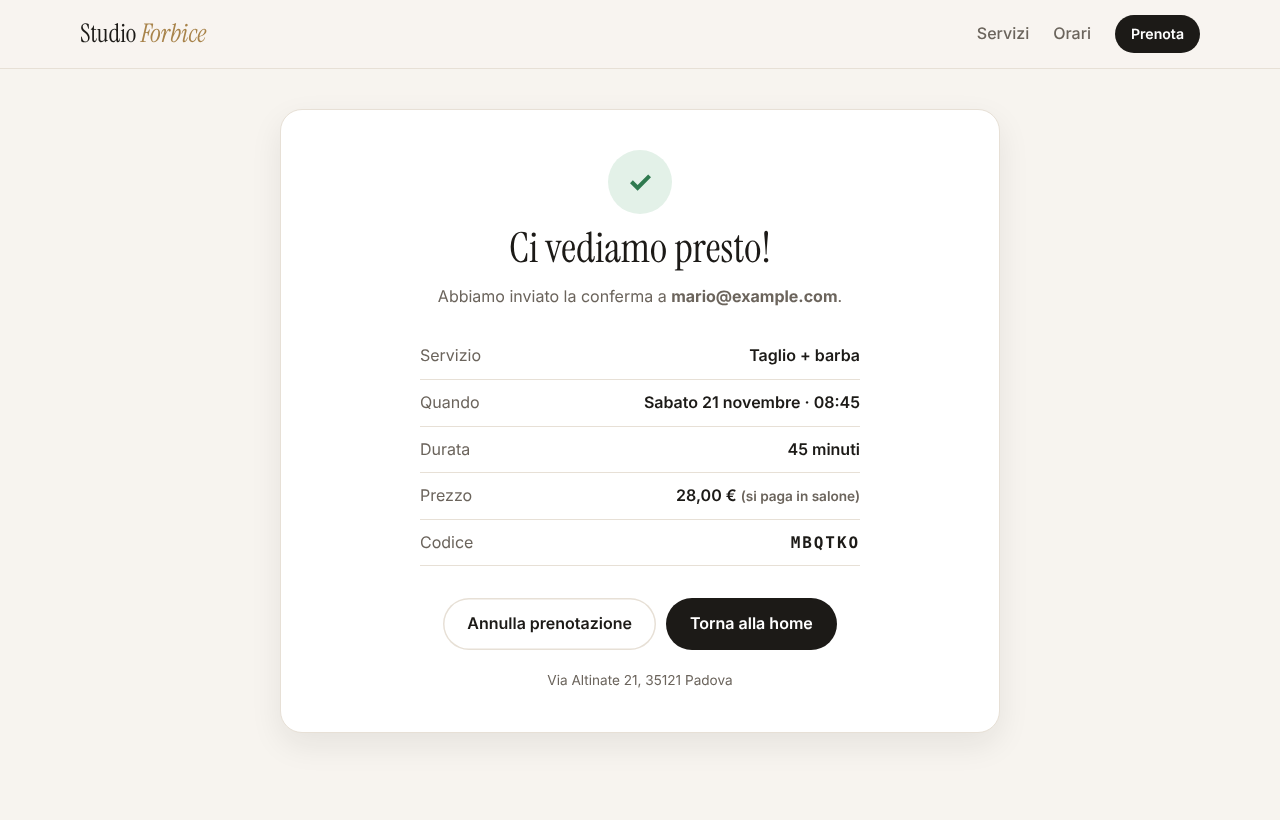 Studio Forbice
Servizi Orari Prenota
Ci vediamo presto!
Abbiamo inviato la conferma a mario@example.com.
Servizio Taglio + barba
Quando Sabato 21 novembre · 08:45
Durata 45 minuti
Prezzo 28,00 € (si paga in salone)
Codice MBQTKO
Annulla prenotazione Torna alla home
Via Altinate 21, 35121 Padova